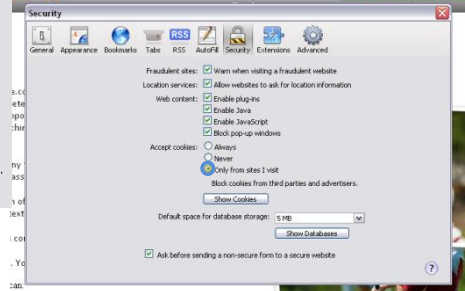 Security
RSS
General Appearance Bookmarks Tabs RSS AutoFill Security Extensions Advanced
Fraudulent sites: Warn when visiting a fraudulent website
Location services: Allow websites to ask for location information
Web content: Enable plug-ins
Enable Java
Enable JavaScript
Block pop-up windows
Accept cookies: Always
Never
Only from sites I visit
Block cookies from third parties and advertisers.
Show Cookies
Default space for database storage: 5 MB
Show Databases
Ask before sending a non-secure form to a secure website
?